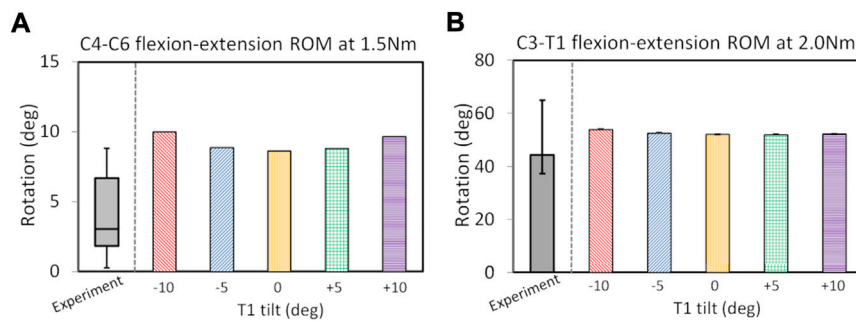 A
C4-C6 flexion-extension ROM at 1.5Nm
15
10
5
0
Rotation (deg)
Experiment
-10
-5
0
+5
+10
T1 tilt (deg)
B
C3-T1 flexion-extension ROM at 2.0Nm
80
60
40
20
0
Rotation (deg)
Experiment
-10
-5
0
+5
+10
T1 tilt (deg)